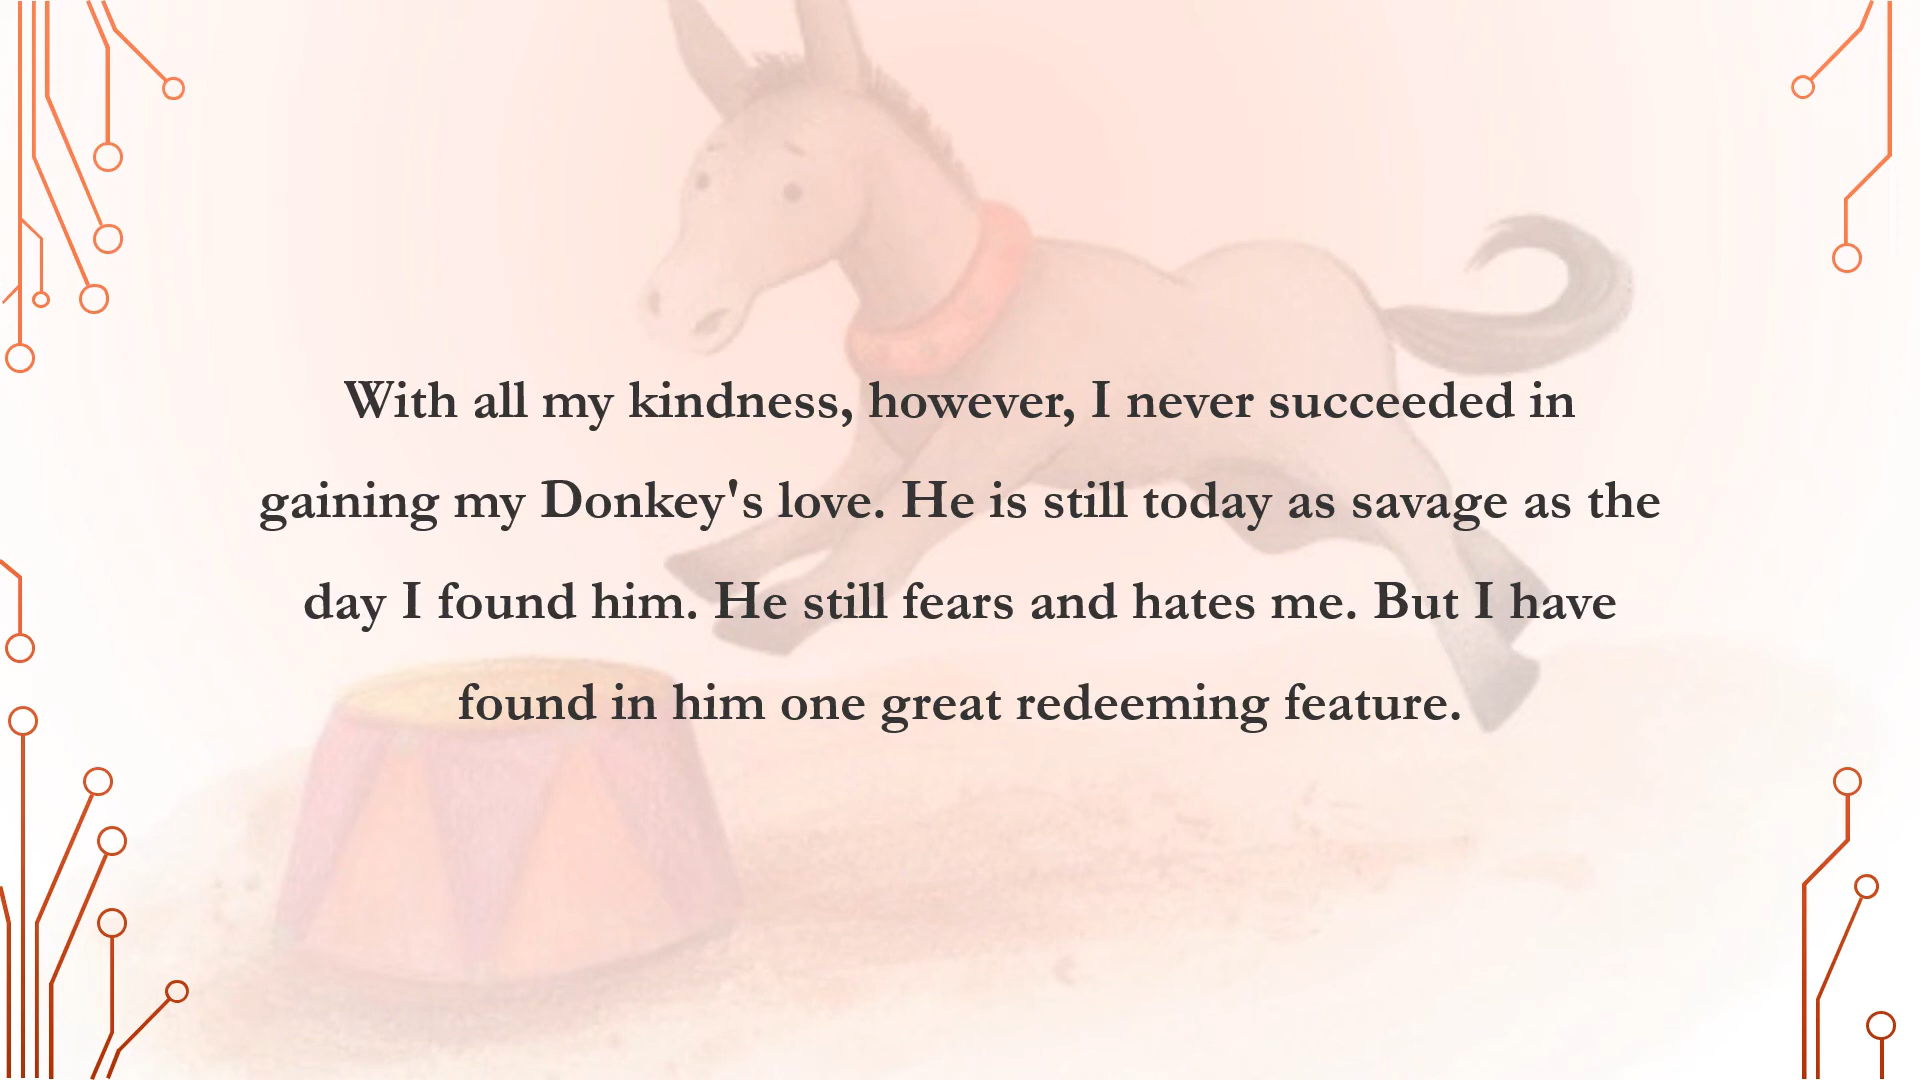 With all my kindness, however, I never succeeded in
gaining my Donkey's love. He is still today as savage as the
day I found him. He still fears and hates me. But I have
found in him one great redeeming feature.